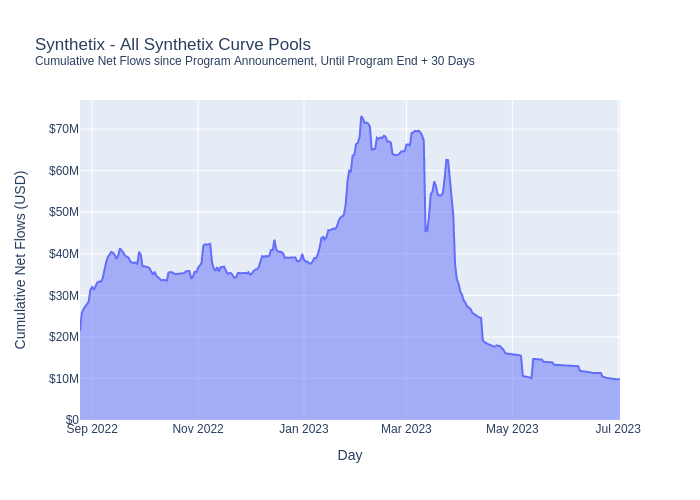 Synthetix - All Synthetix Curve Pools
Cumulative Net Flows since Program Announcement, Until Program End + 30 Days
Cumulative Net Flows (USD)
$70M
$60M
$50M
$40M
$30M
$20M
$10M
$0
Sep 2022 Nov 2022 Jan 2023 Mar 2023 May 2023 Jul 2023
Day